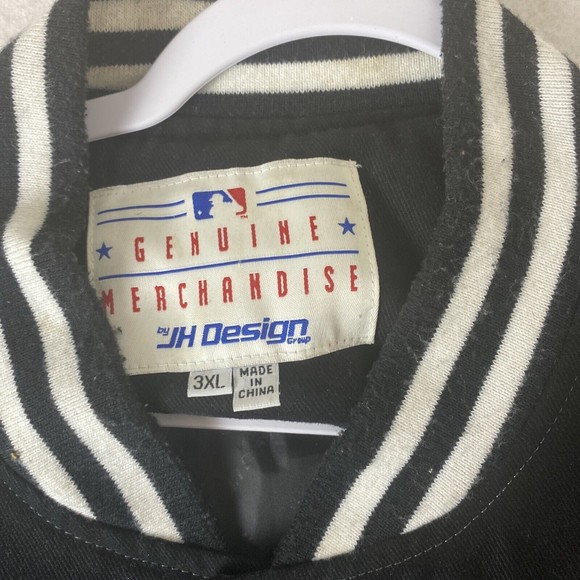 GENUINE
MERCHANDISE
by JH Design
Group
3XL
MADE
IN
CHINA